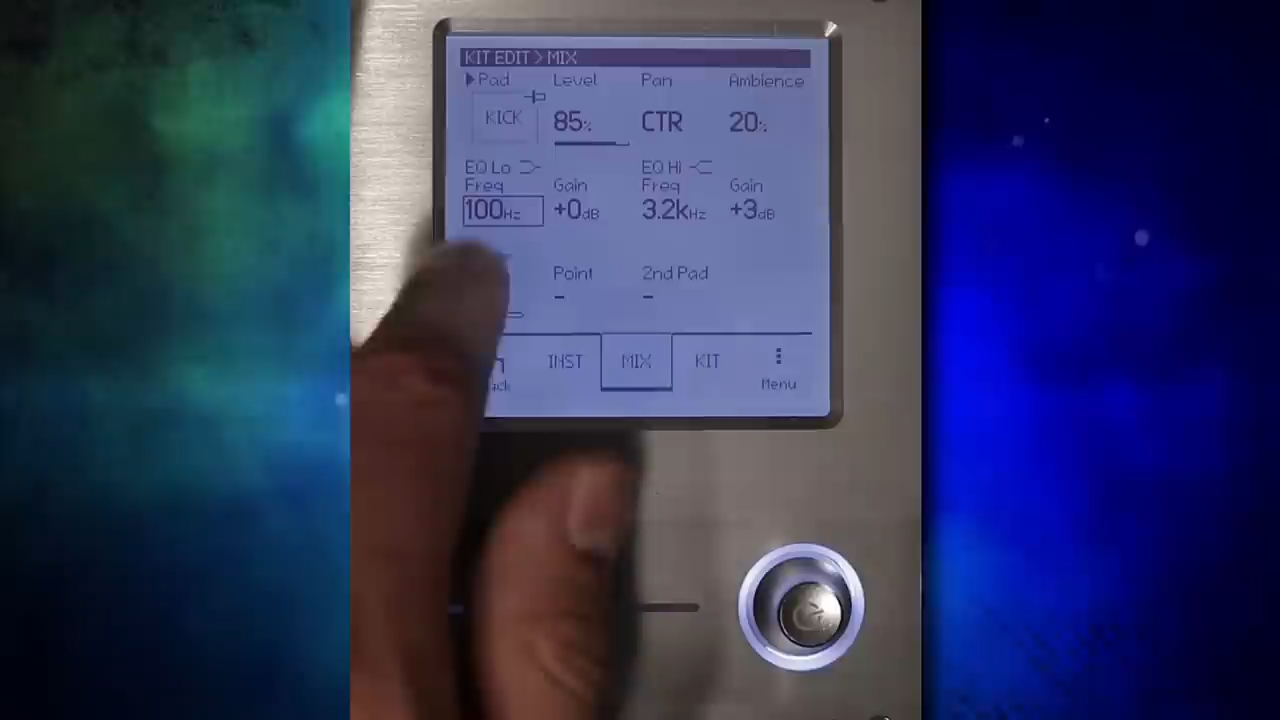 KIT EDIT > MIX
Pad Level Pan Ambience
KICK 85% CTR 20%
EQ Lo EQ Hi
Freq Gain Freq Gain
100Hz +0dB 3.2kHz +3dB
Point 2nd Pad
- -
INST MIX KIT
Menu